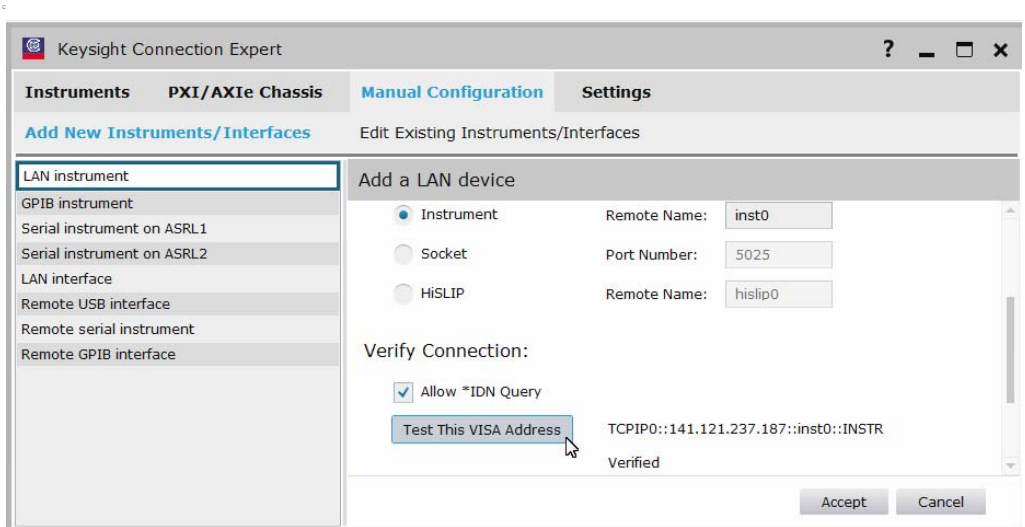 Keysight Connection Expert
? 
Instruments PXI/AXIe Chassis Manual Configuration Settings
Add New Instruments/Interfaces Edit Existing Instruments/Interfaces
LAN instrument
GPIB instrument
Serial instrument on ASRL1
Serial instrument on ASRL2
LAN interface
Remote USB interface
Remote serial instrument
Remote GPIB interface
Add a LAN device
Instrument Remote Name: inst0
Socket Port Number: 5025
HiSLIP Remote Name: hislip0
Verify Connection:
Allow *IDN Query
Test This VISA Address TCPIP0::141.121.237.187::inst0::INSTR
Verified
Accept Cancel